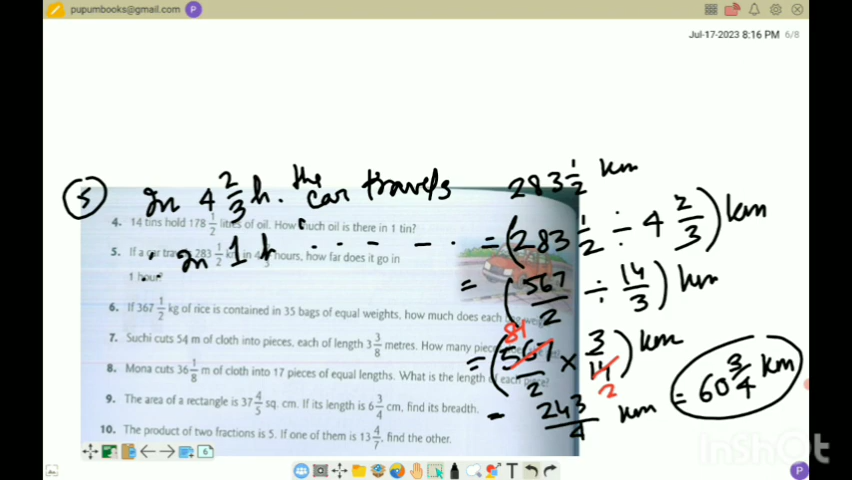 pupumbooks@gmail.com P
Jul-17-2023 8:16 PM 6/8
5 In 4 2/3 h. the car travels 283 1/2 km
∴ In 1 h . . . - - . = (283 1/2 ÷ 4 2/3) km
= (567/2 ÷ 14/3) km
= (567/2 × 3/14) km
81
2
= 243/4 km = 60 3/4 km
4. 14 tins hold 178 1/2 litres of oil. How much oil is there in 1 tin?
5. If a car 283 1/2 km in 4 hours, how far does it go in
1 hour?
6. If 367 1/2 kg of rice is contained in 35 bags of equal weights, how much does each
7. Suchi cuts 54 m of cloth into pieces, each of length 3 3/8 metres. How many
8. Mona cuts 36 1/8 m of cloth into 17 pieces of equal lengths. What is the length of each piece?
9. The area of a rectangle is 37 4/5 sq. cm. If its length is 6 3/4 cm, find its breadth.
10. The product of two fractions is 5. If one of them is 13 4/7, find the other.
6
T
InShot
P